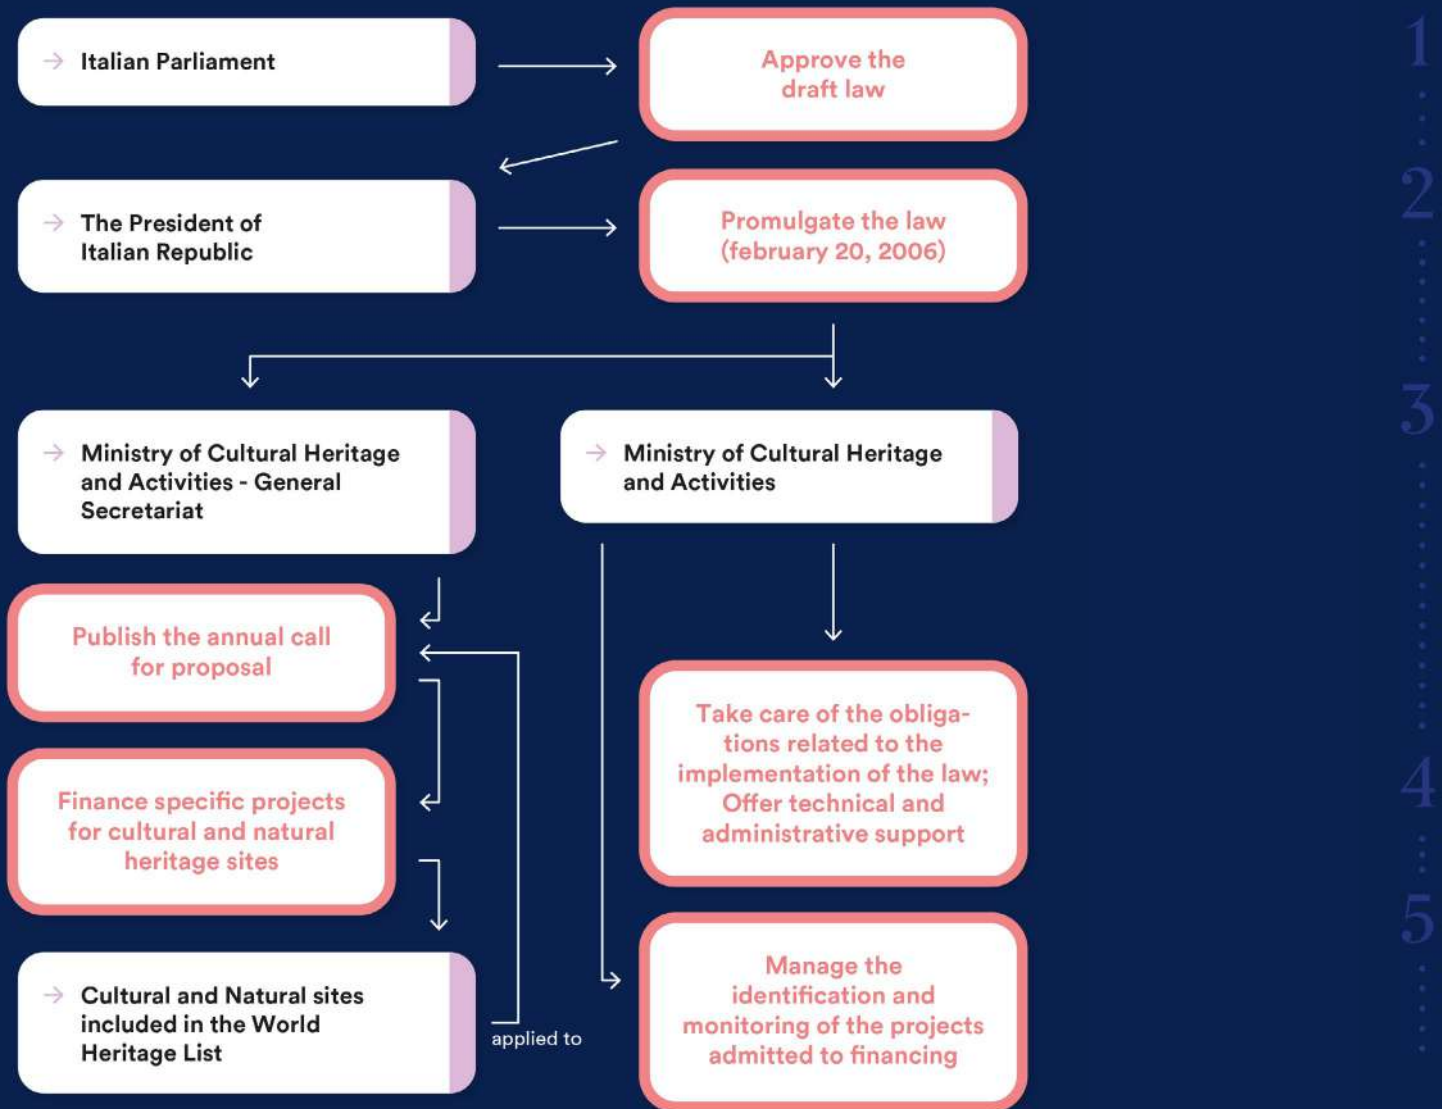 → Italian Parliament
Approve the
draft law
→ The President of
Italian Republic
Promulgate the law
(february 20, 2006)
→ Ministry of Cultural Heritage
and Activities - General
Secretariat
→ Ministry of Cultural Heritage
and Activities
Publish the annual call
for proposal
Finance specific projects
for cultural and natural
heritage sites
→ Cultural and Natural sites
included in the World
Heritage List
applied to
Take care of the obliga-
tions related to the
implementation of the law;
Offer technical and
administrative support
Manage the
identification and
monitoring of the projects
admitted to financing
1
2
3
4
5